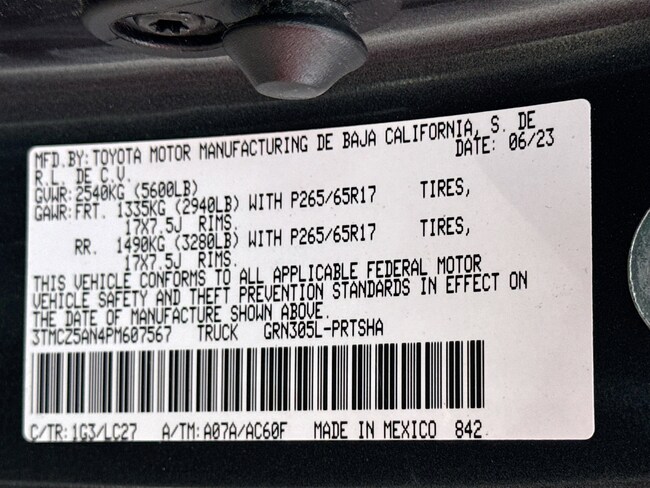 MFD.BY: TOYOTA MOTOR MANUFACTURING DE BAJA CALIFORNIA, S. DE
R.L. DE C.V. DATE: 06/23
GVWR: 2540KG (5600LB)
GAWR: FRT. 1335KG (2940LB) WITH P265/65R17 TIRES,
17X7.5J RIMS.
RR. 1490KG (3280LB) WITH P265/65R17 TIRES,
17X7.5J RIMS.
THIS VEHICLE CONFORMS TO ALL APPLICABLE FEDERAL MOTOR
VEHICLE SAFETY AND THEFT PREVENTION STANDARDS IN EFFECT ON
THE DATE OF MANUFACTURE SHOWN ABOVE.
3TMCZ5AN4PM607567 TRUCK GRN305L-PRTSHA
C/TR: 1G3/LC27 A/TM: A07A/AC60F MADE IN MEXICO 842